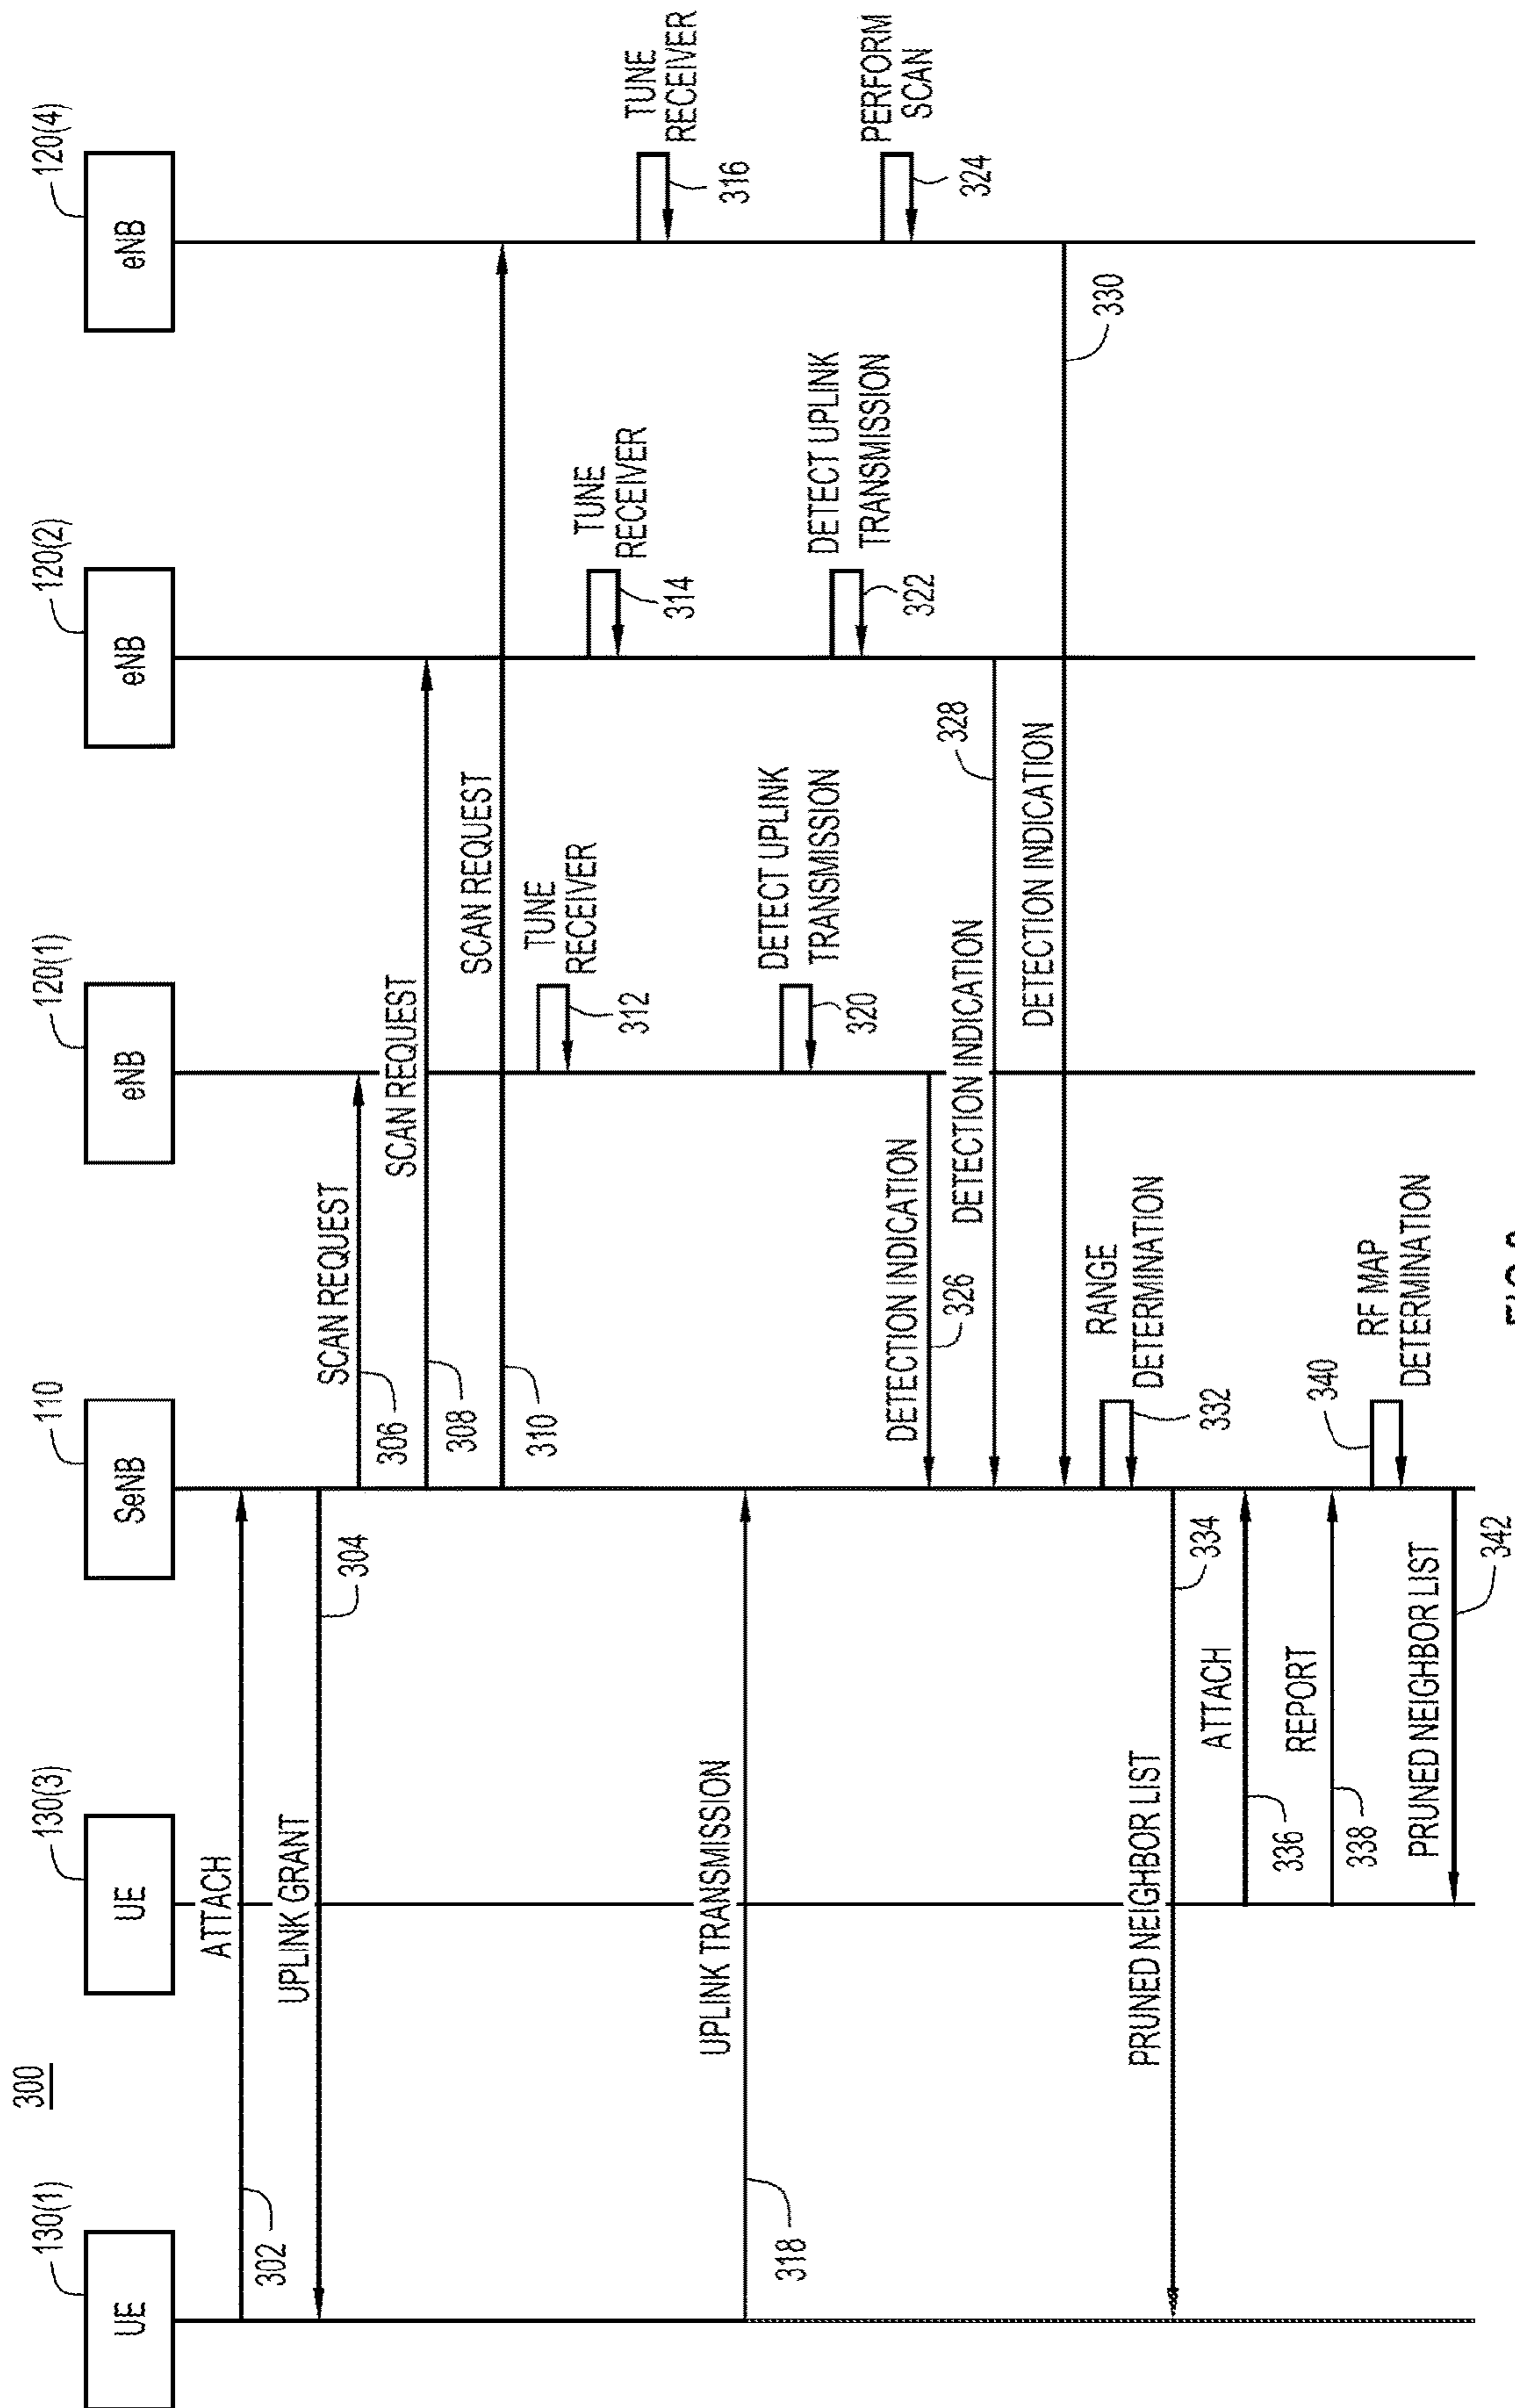 300
130(1)
130(3)
110
120(1)
120(2)
120(4)
UE
UE
SeNB
eNB
eNB
eNB
ATTACH
302
UPLINK GRANT
304
SCAN REQUEST
306
SCAN REQUEST
308
SCAN REQUEST
310
TUNE
RECEIVER
312
TUNE
RECEIVER
314
TUNE
RECEIVER
316
UPLINK TRANSMISSION
318
DETECT UPLINK
TRANSMISSION
320
DETECT UPLINK
TRANSMISSION
322
PERFORM
SCAN
324
DETECTION INDICATION
326
DETECTION INDICATION
328
DETECTION INDICATION
330
RANGE
DETERMINATION
332
PRUNED NEIGHBOR LIST
334
ATTACH
336
REPORT
338
RF MAP
DETERMINATION
340
PRUNED NEIGHBOR LIST
342